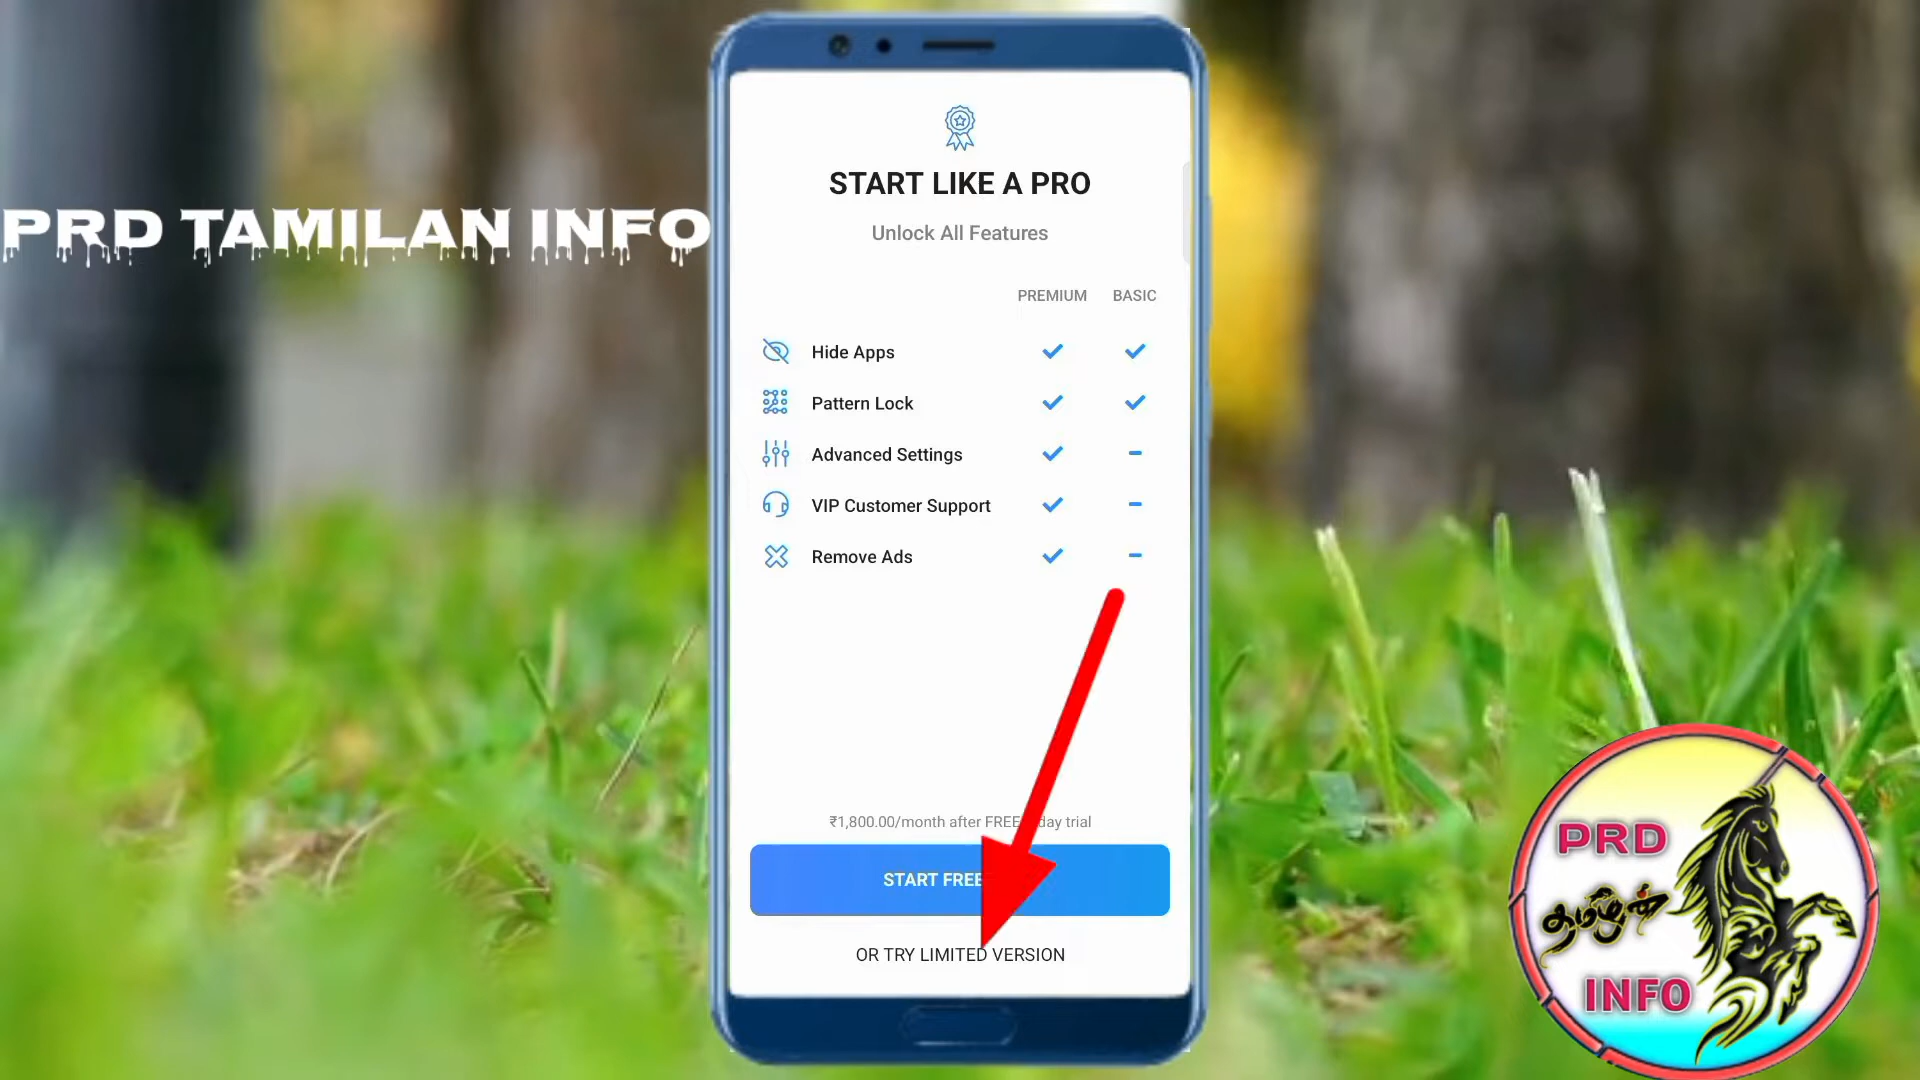 PRD TAMILAN INFO
START LIKE A PRO
Unlock All Features
PREMIUM BASIC
Hide Apps
Pattern Lock
Advanced Settings
VIP Customer Support
Remove Ads
₹1,800.00/month after FREE day trial
START FREE
OR TRY LIMITED VERSION
PRD
தமிழன்
INFO